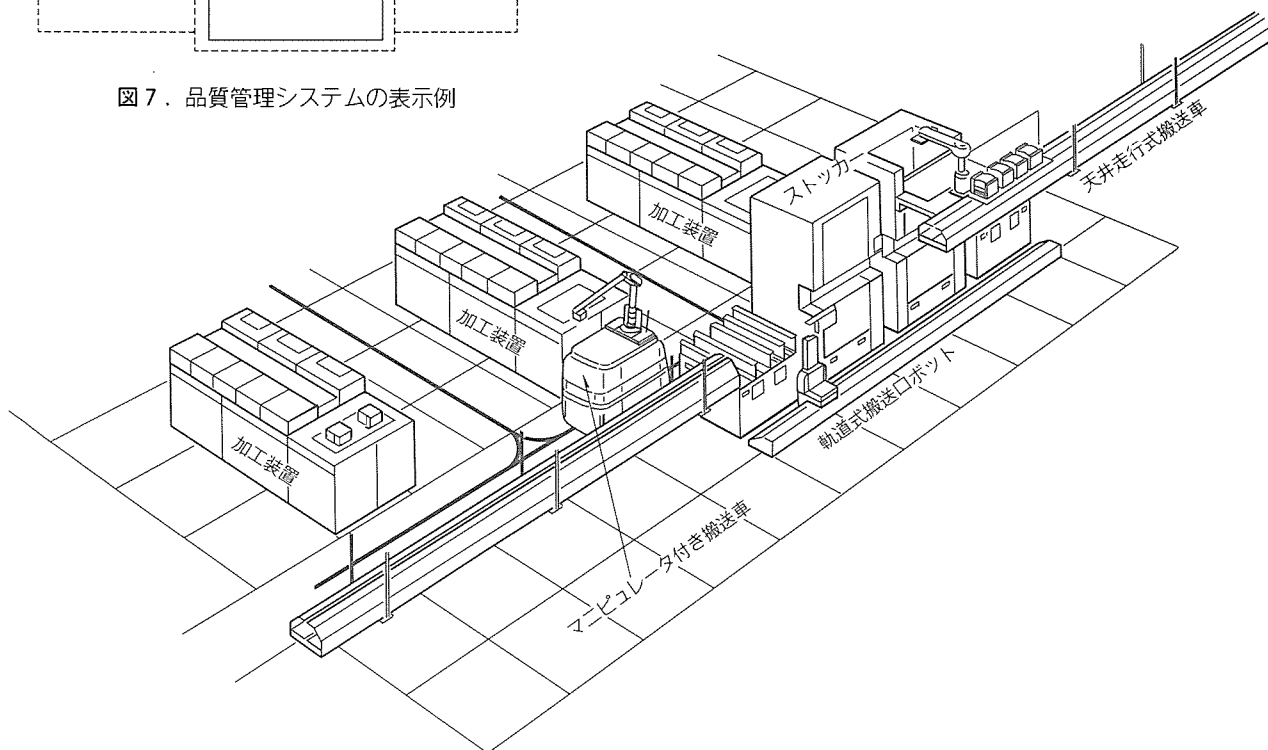 図7．品質管理システムの表示例
ストッカー
天井走行式搬送車
加工装置
加工装置
軌道式搬送ロボット
加工装置
マニピュレータ付き搬送車